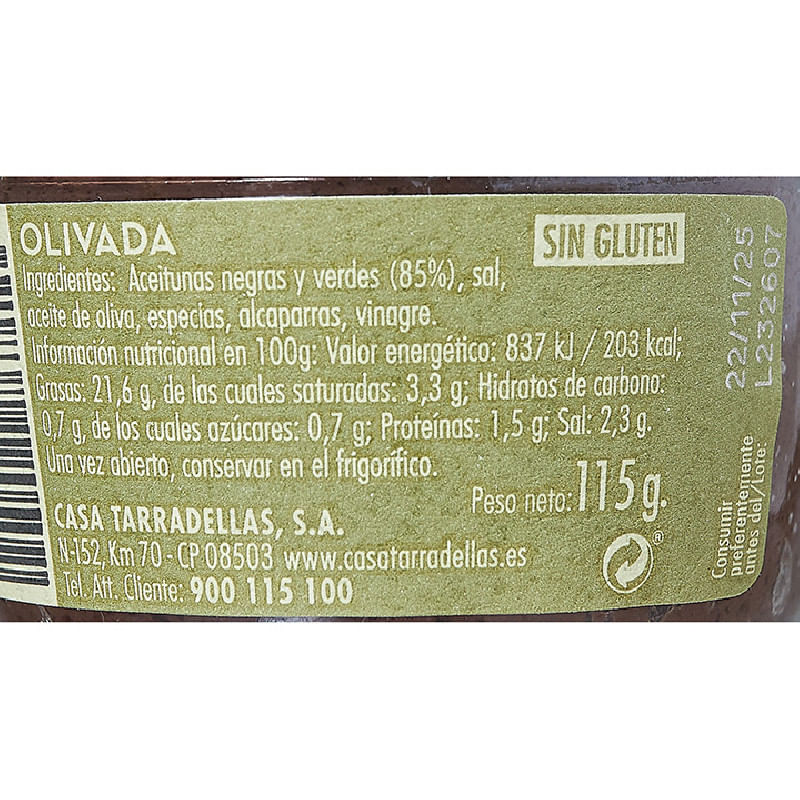 OLIVADA
SIN GLUTEN
Ingredientes: Aceitunas negras y verdes (85%), sal,
aceite de oliva, especias, alcaparras, vinagre.
Información nutricional en 100g: Valor energético: 837 kJ / 203 kcal;
Grasas: 21,6 g, de las cuales saturadas: 3,3 g; Hidratos de carbono:
0,7 g, de los cuales azúcares: 0,7 g; Proteínas: 1,5 g; Sal: 2,3 g.
Una vez abierto, conservar en el frigorífico.
Peso neto: 115 g.
CASA TARRADELLAS, S.A.
N-152, Km 70 - CP 08503 www.casatarradellas.es
Tel. Att. Cliente: 900 115 100
®
Consumir
preferentemente
antes del/Lote:
22/11/25
L232607